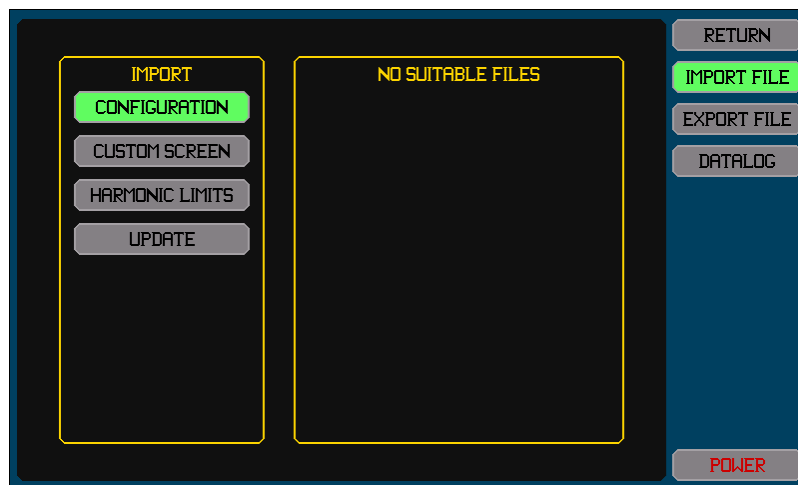 IMPORT
CONFIGURATION
CUSTOM SCREEN
HARMONIC LIMITS
UPDATE
NO SUITABLE FILES
RETURN
IMPORT FILE
EXPORT FILE
DATALOG
POWER